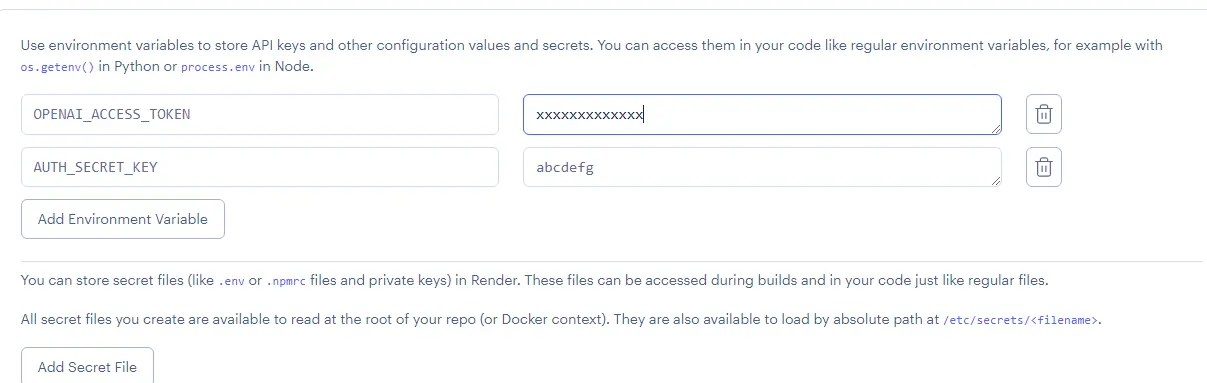 Use environment variables to store API keys and other configuration values and secrets. You can access them in your code like regular environment variables, for example with
os.getenv() in Python or process.env in Node.
OPENAI_ACCESS_TOKEN xxxxxxxxxxxxx
AUTH_SECRET_KEY abcdefg
Add Environment Variable
You can store secret files (like .env or .npmrc files and private keys) in Render. These files can be accessed during builds and in your code just like regular files.
All secret files you create are available to read at the root of your repo (or Docker context). They are also available to load by absolute path at /etc/secrets/<filename>.
Add Secret File